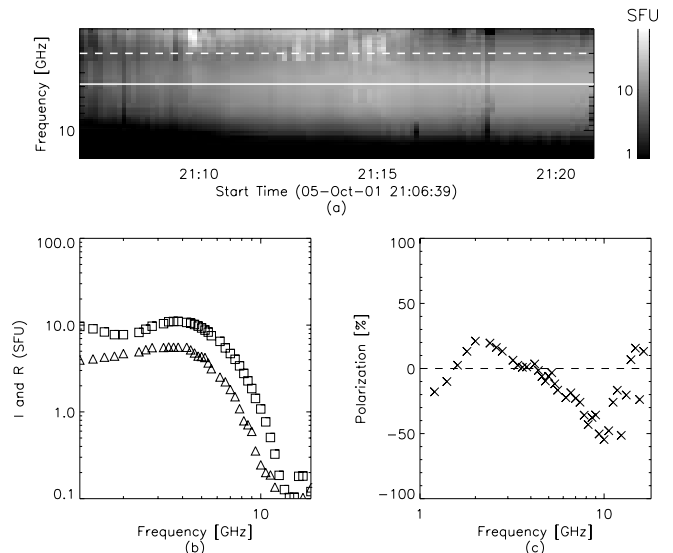 SFU
Frequency [GHz]
10
10
1
21:10 21:15 21:20
Start Time (05-Oct-01 21:06:39)
(a)
100.0
10.0
1.0
0.1
I and R (SFU)
10
Frequency [GHz]
(b)
100
50
0
-50
-100
Polarization [%]
1 10
Frequency [GHz]
(c)